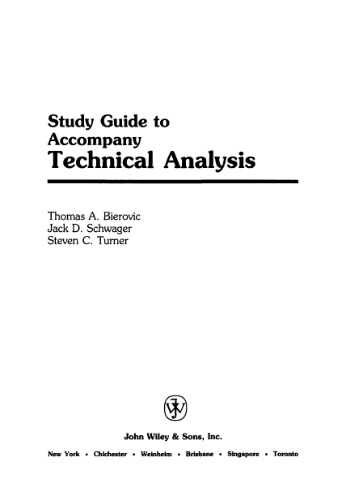 Study Guide to
Accompany
Technical Analysis
Thomas A. Bierovic
Jack D. Schwager
Steven C. Turner
John Wiley & Sons, Inc.
New York • Chichester • Weinheim • Brisbane • Singapore • Toronto